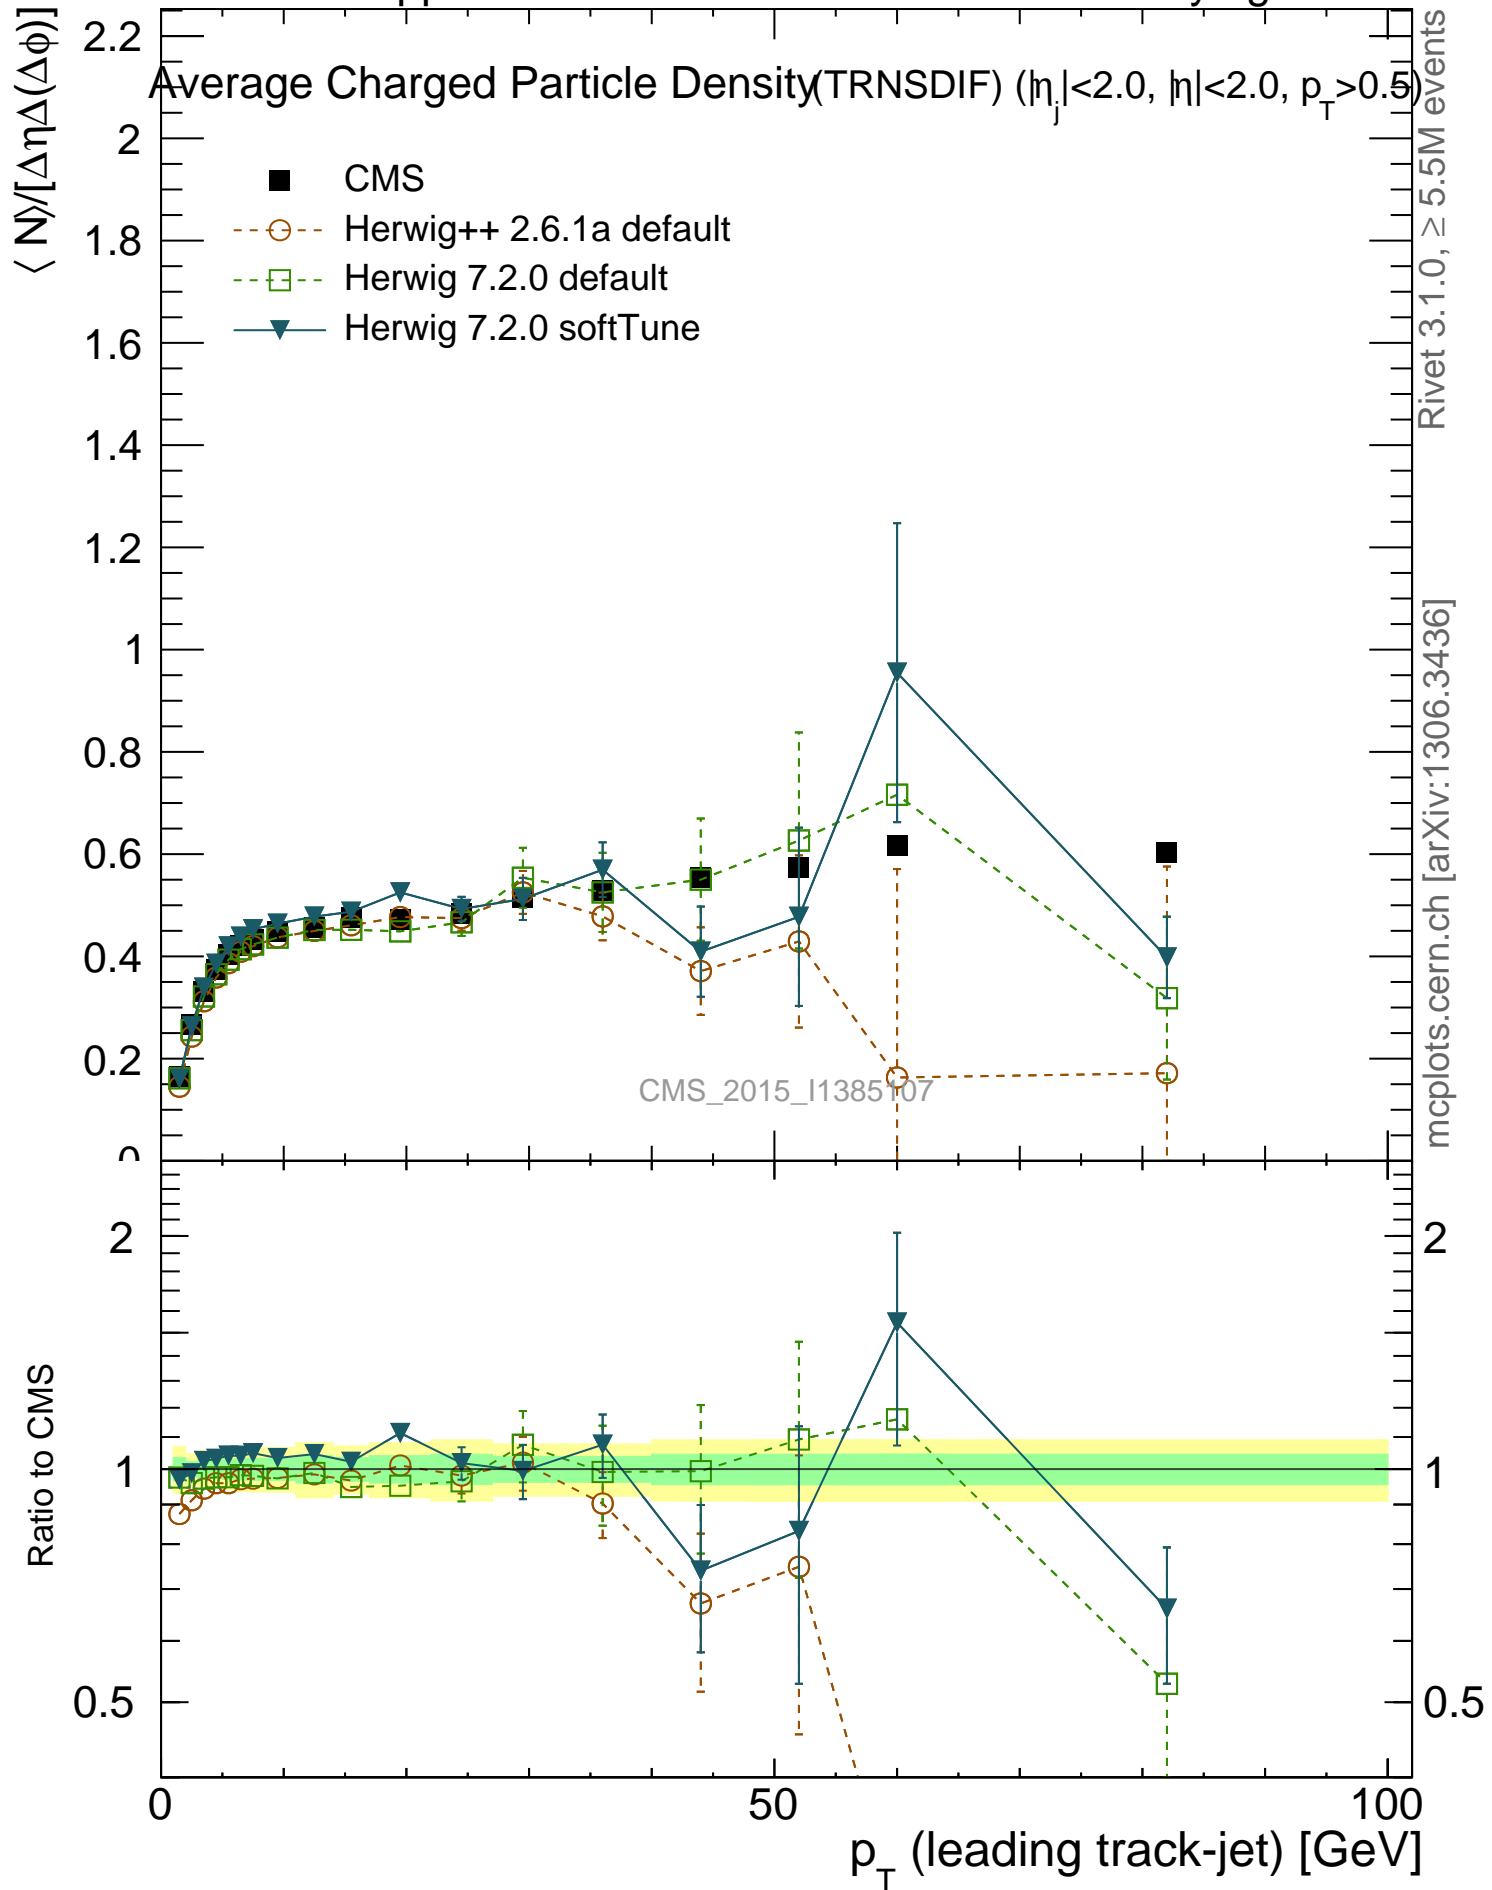 Average Charged Particle Density(TRNSDIF) (|ηj|<2.0, |η|<2.0, pT>0.5)
⟨ N⟩/[ΔηΔ(Δϕ)]
CMS
Herwig++ 2.6.1a default
Herwig 7.2.0 default
Herwig 7.2.0 softTune
2.2
2
1.8
1.6
1.4
1.2
1
0.8
0.6
0.4
0.2
0
CMS_2015_I1385107
Rivet 3.1.0, ≥ 5.5M events
mcplots.cern.ch [arXiv:1306.3436]
Ratio to CMS
2
1
0.5
2
1
0.5
0
50
100
pT (leading track-jet) [GeV]